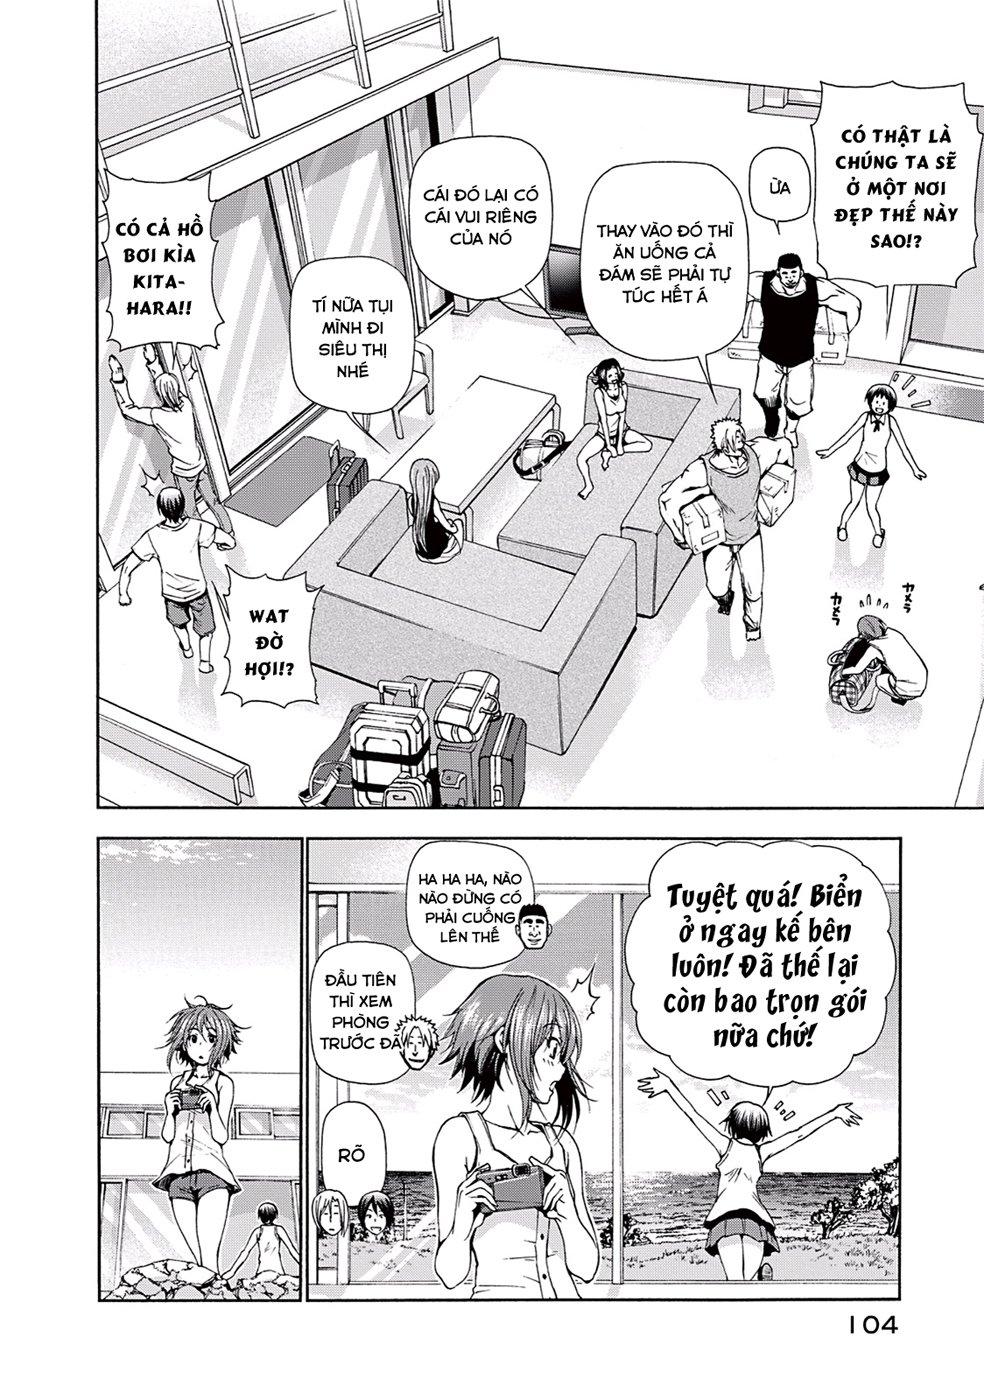 CÓ THẬT LÀ
CHÚNG TA SẼ
Ở MỘT NƠI
ĐẸP THẾ NÀY
SAO!?
ỪA
THAY VÀO ĐÓ THÌ
ĂN UỐNG CẢ
ĐÁM SẼ PHẢI TỰ
TÚC HẾT Á
CÁI ĐÓ LẠI CÓ
CÁI VUI RIÊNG
CỦA NÓ
TÍ NỮA TỤI
MÌNH ĐI
SIÊU THỊ
NHÉ
CÓ CẢ HỒ
BƠI KÌA
KITA-
HARA!!
WAT
ĐỜ
HỢI!?
カメラ
カメラ
Tuyệt quá! Biển
ở ngay kế bên
luôn! Đã thế lại
còn bao trọn gói
nữa chứ!
HA HA HA, NÀO
NÀO ĐỪNG CÓ
PHẢI CUỐNG
LÊN THẾ
ĐẦU TIÊN
THÌ XEM
PHÒNG
TRƯỚC ĐÃ
RÕ
104